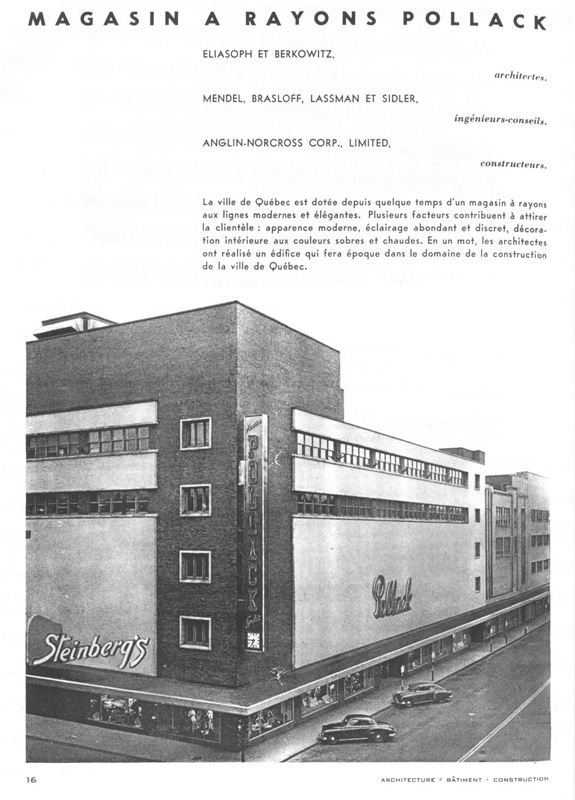 MAGASIN A RAYONS POLLACK
ELIASOPH ET BERKOWITZ,
architectes.
MENDEL, BRASLOFF, LASSMAN ET SIDLER,
ingénieurs-conseils.
ANGLIN-NORCROSS CORP., LIMITED,
constructeurs.
La ville de Québec est dotée depuis quelque temps d'un magasin à rayons
aux lignes modernes et élégantes. Plusieurs facteurs contribuent à attirer
la clientèle : apparence moderne, éclairage abondant et discret, décora-
tion intérieure aux couleurs sobres et chaudes. En un mot, les architectes
ont réalisé un édifice qui fera époque dans le domaine de la construction
de la ville de Québec.
POLLACK
Pollack
Steinberg's
16
ARCHITECTURE • BÂTIMENT • CONSTRUCTION